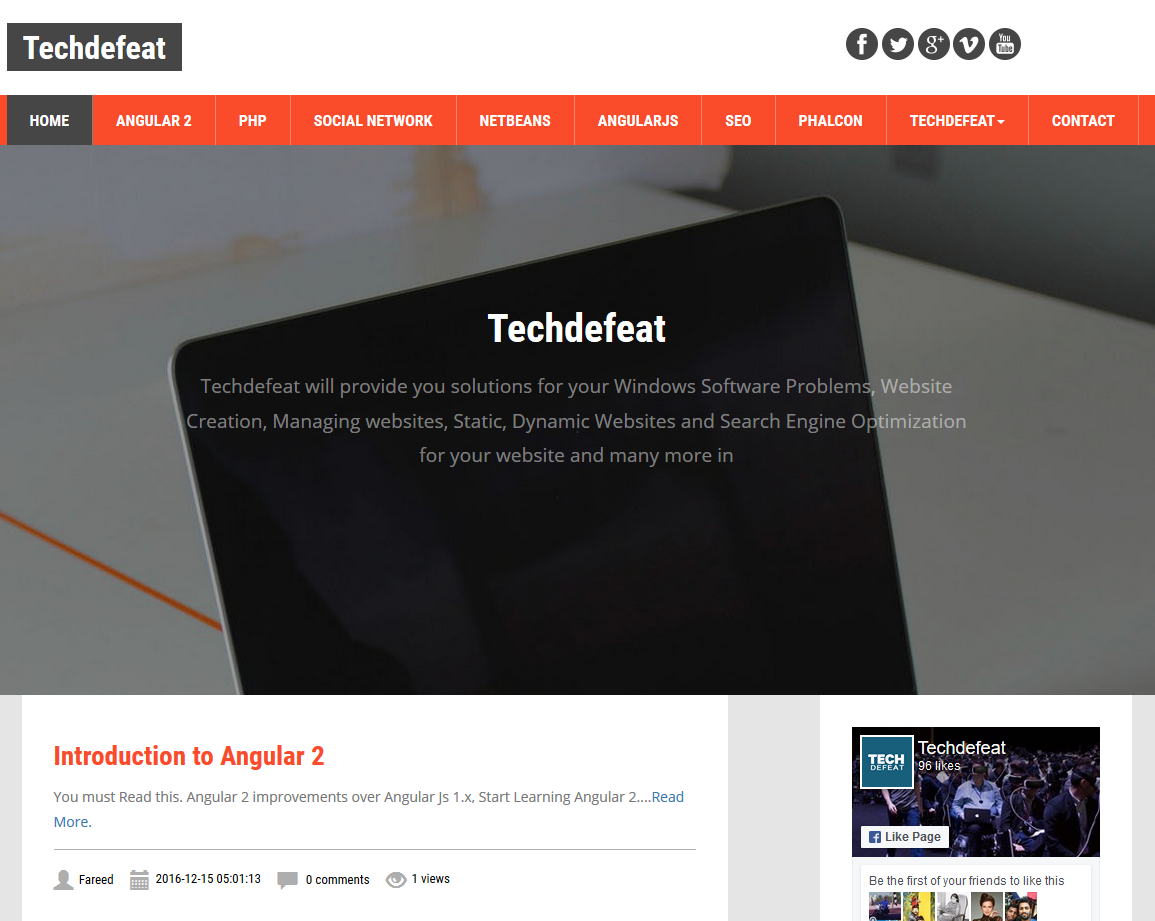 Techdefeat
f g+ You Tube
HOME ANGULAR 2 PHP SOCIAL NETWORK NETBEANS ANGULARJS SEO PHALCON TECHDEFEAT CONTACT
Techdefeat
Techdefeat will provide you solutions for your Windows Software Problems, Website
Creation, Managing websites, Static, Dynamic Websites and Search Engine Optimization
for your website and many more in
Introduction to Angular 2
You must Read this. Angular 2 improvements over Angular Js 1.x, Start Learning Angular 2....Read
More.
Fareed 2016-12-15 05:01:13 0 comments 1 views
TECH
DEFEAT
Techdefeat
96 likes
Like Page
Be the first of your friends to like this